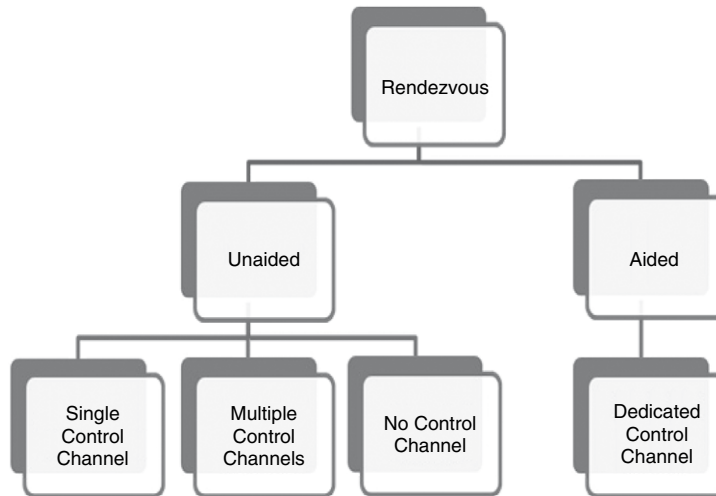 Rendezvous
Unaided
Aided
Single
Control
Channel
Multiple
Control
Channels
No Control
Channel
Dedicated
Control
Channel